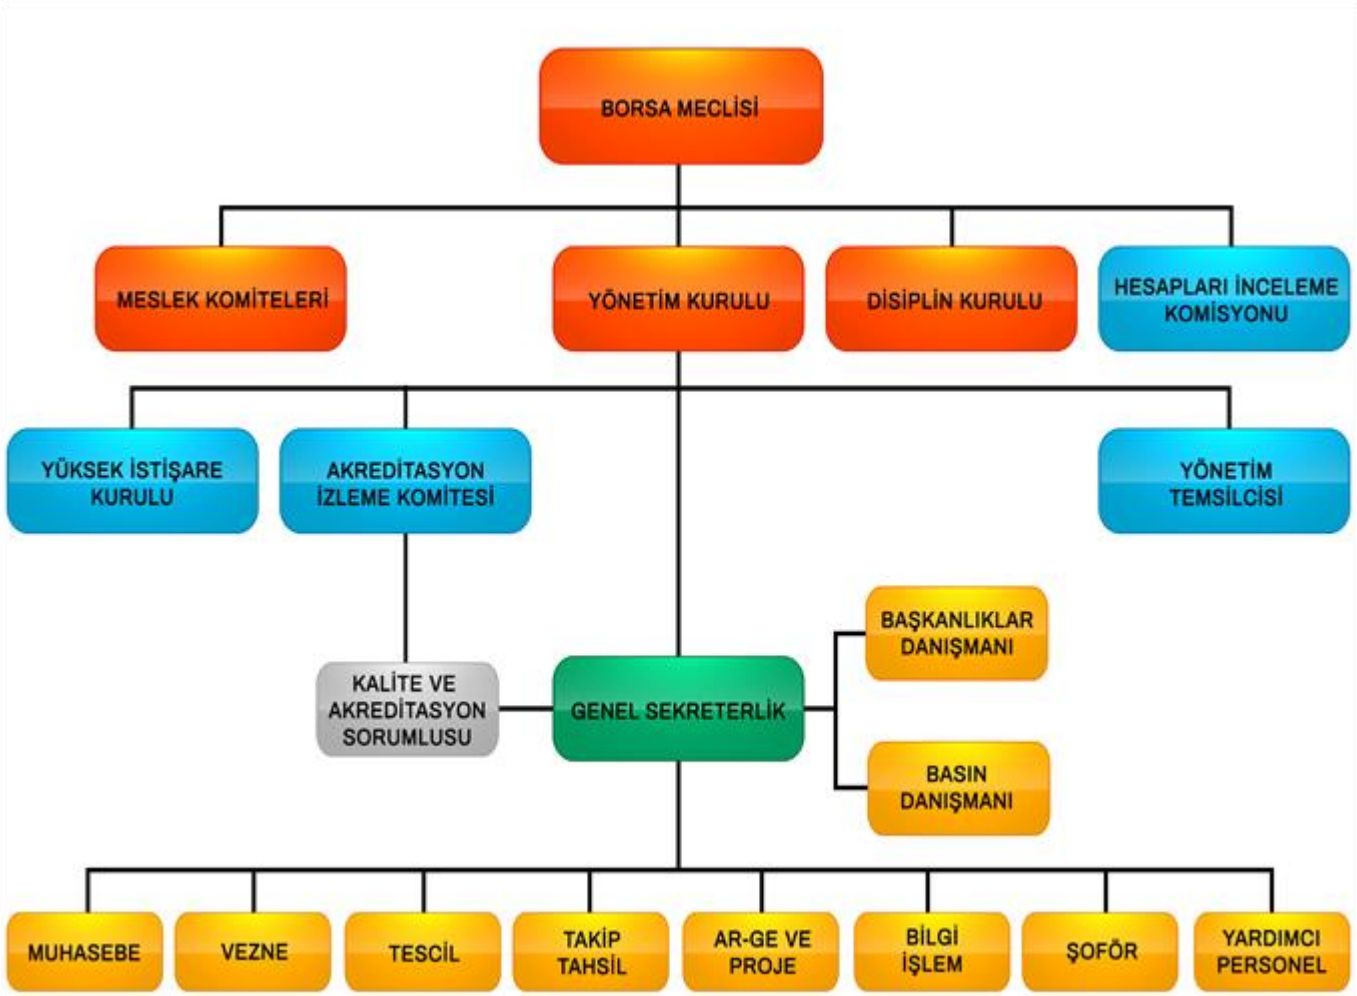 BORSA MECLİSİ
MESLEK KOMİTELERİ
YÖNETİM KURULU
DİSİPLİN KURULU
HESAPLARI İNCELEME
KOMİSYONU
YÜKSEK İSTİŞARE
KURULU
AKREDİTASYON
İZLEME KOMİTESİ
YÖNETİM
TEMSİLCİSİ
BAŞKANLIKLAR
DANIŞMANI
KALİTE VE
AKREDİTASYON
SORUMLUSU
GENEL SEKRETERLİK
BASIN
DANIŞMANI
MUHASEBE
VEZNE
TESCİL
TAKİP
TAHSİL
AR-GE VE
PROJE
BİLGİ
İŞLEM
ŞOFÖR
YARDIMCI
PERSONEL